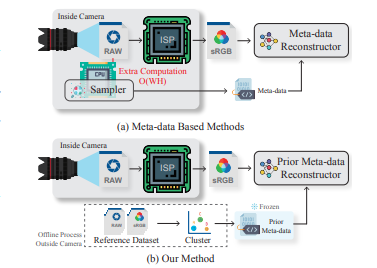 Inside Camera
RAW
ISP
sRGB
Meta-data
Reconstructor
CPU
Extra Computation
O(WH)
Sampler
Meta-data
(a) Meta-data Based Methods
Inside Camera
RAW
ISP
sRGB
Prior Meta-data
Reconstructor
Frozen
Offline Process
Outside Camera
RAW
sRGB
Reference Dataset
Cluster
Prior
Meta-data
(b) Our Method